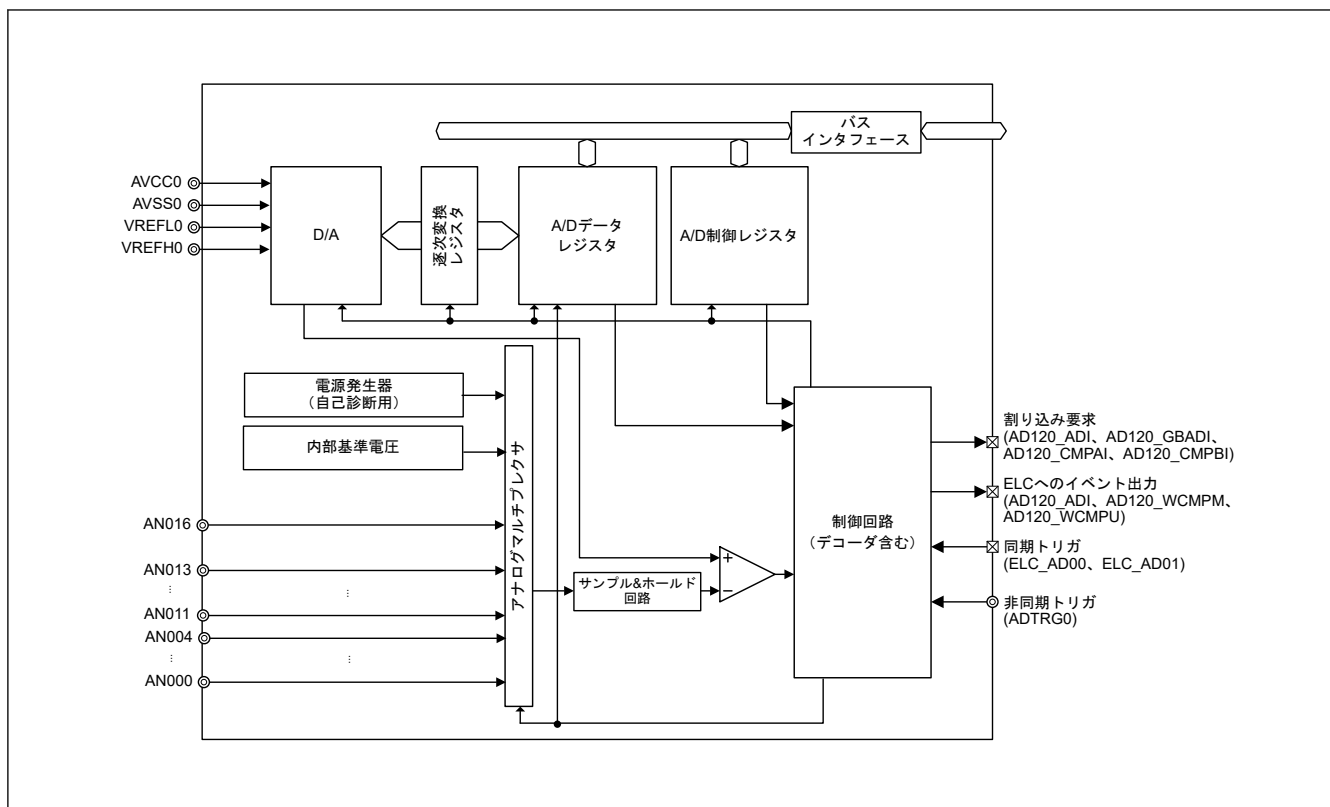 バス
インタフェース
AVCC0
AVSS0
VREFL0
VREFH0
D/A
逐次変換
レジスタ
A/Dデータ
レジスタ
A/D制御レジスタ
電源発生器
（自己診断用）
内部基準電圧
アナログマルチプレクサ
AN016
AN013
…
…
AN011
AN004
…
…
AN000
サンプル&ホールド
回路
+
−
制御回路
（デコーダ含む）
割り込み要求
(AD120_ADI、AD120_GBADI、
AD120_CMPAI、AD120_CMPBI)
ELCへのイベント出力
(AD120_ADI、AD120_WCMPM、
AD120_WCMPU)
同期トリガ
(ELC_AD00、ELC_AD01)
非同期トリガ
(ADTRG0)